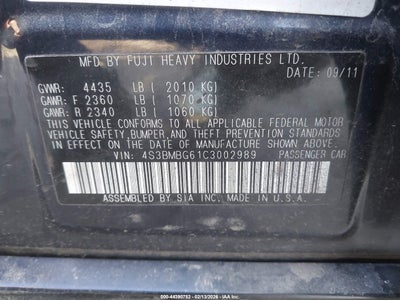 MFD BY FUJI HEAVY INDUSTRIES LTD.
DATE: 09/11
GVWR: 4435 LB ( 2010 KG)
GAWR: F 2360 LB ( 1070 KG)
GAWR: R 2340 LB ( 1060 KG)
THIS VEHICLE CONFORMS TO ALL APPLICABLE FEDERAL MOTOR
VEHICLE SAFETY, BUMPER, AND THEFT PREVENTION STANDARDS
IN EFFECT ON THE DATE OF MANUFACTURE SHOWN HERE.
VIN: 4S3BMBG61C3002989 PASSENGER CAR
ASSEMBLED BY SIA INC. MADE IN U.S.A.
000-44390752 - 02/13/2026 - IAA Inc.